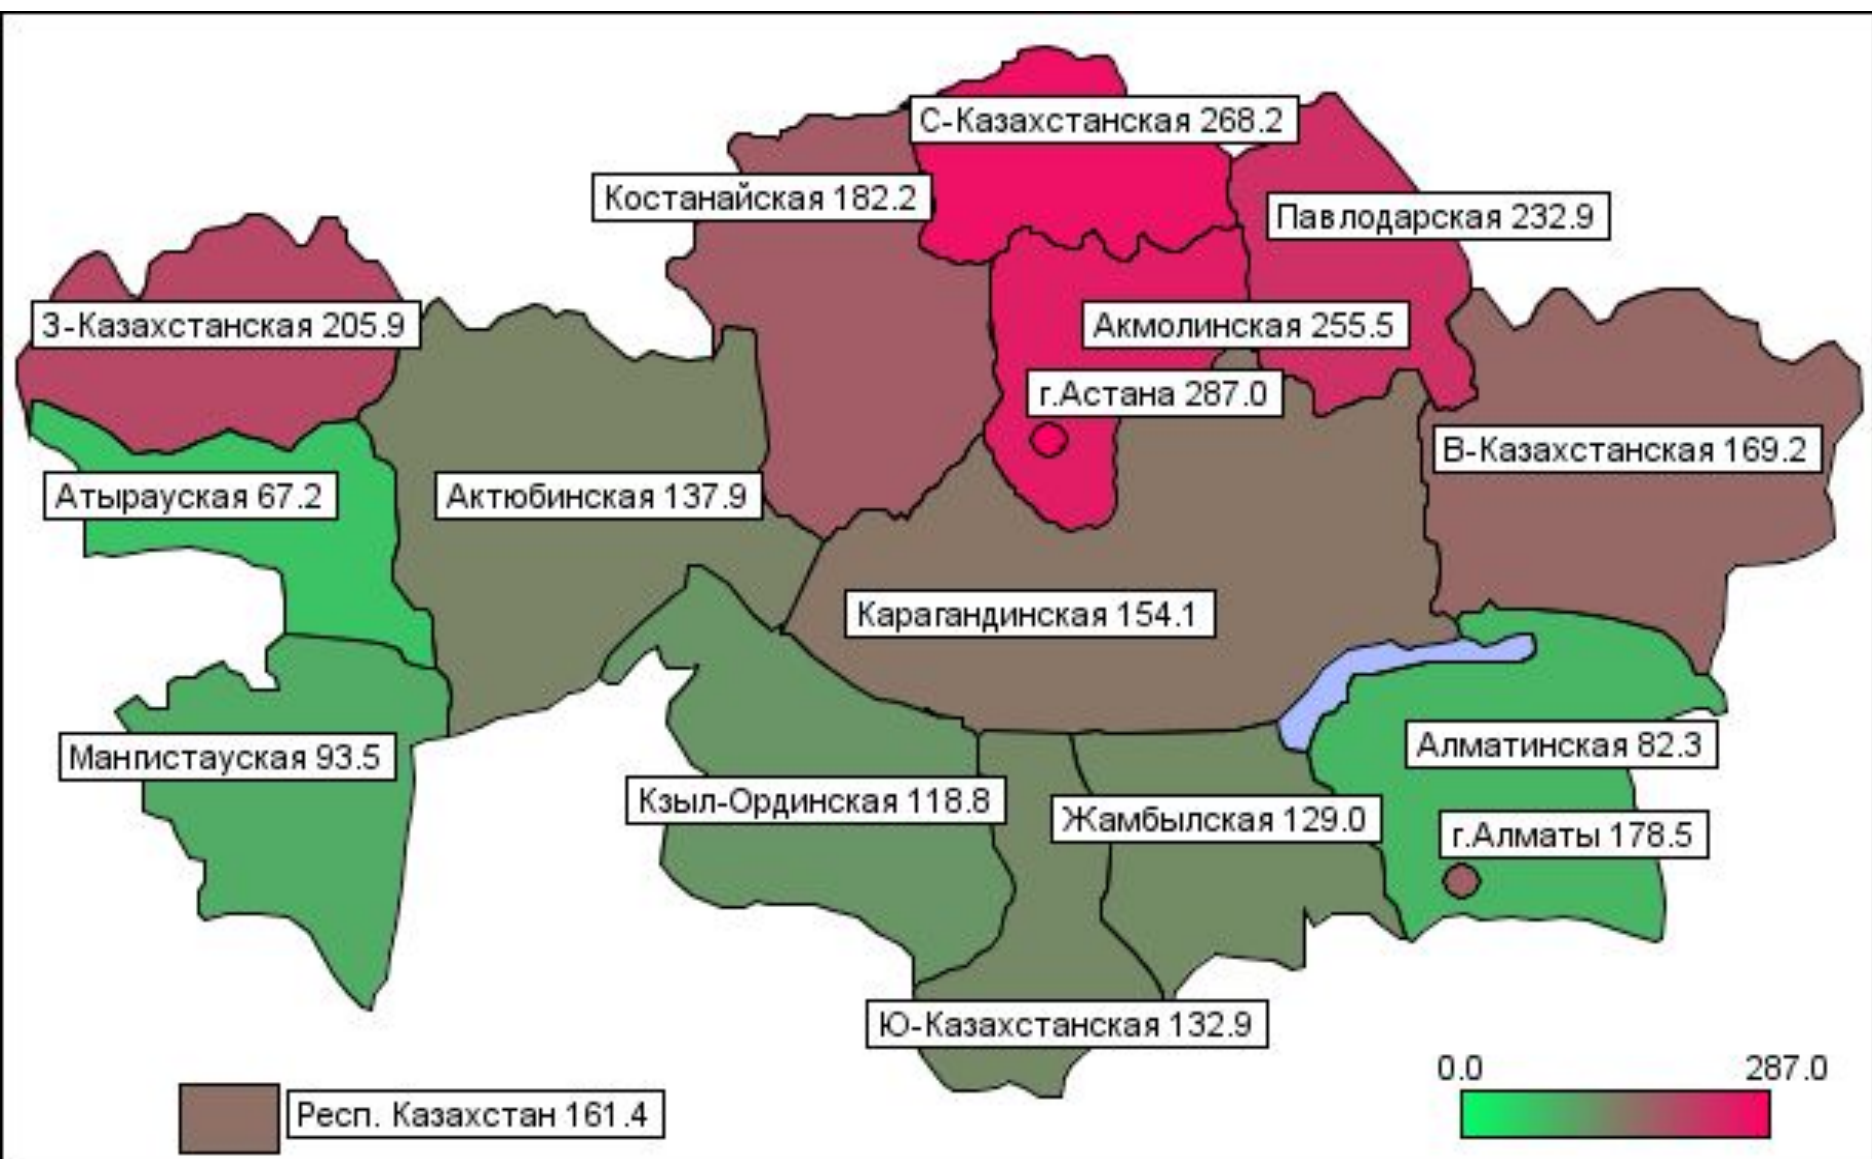 С-Казахстанская 268.2
Костанайская 182.2
Павлодарская 232.9
З-Казахстанская 205.9
Акмолинская 255.5
г.Астана 287.0
В-Казахстанская 169.2
Атырауская 67.2
Актюбинская 137.9
Карагандинская 154.1
Мангистауская 93.5
Алматинская 82.3
Кзыл-Ординская 118.8
Жамбылская 129.0
г.Алматы 178.5
Ю-Казахстанская 132.9
0.0 287.0
Респ. Казахстан 161.4